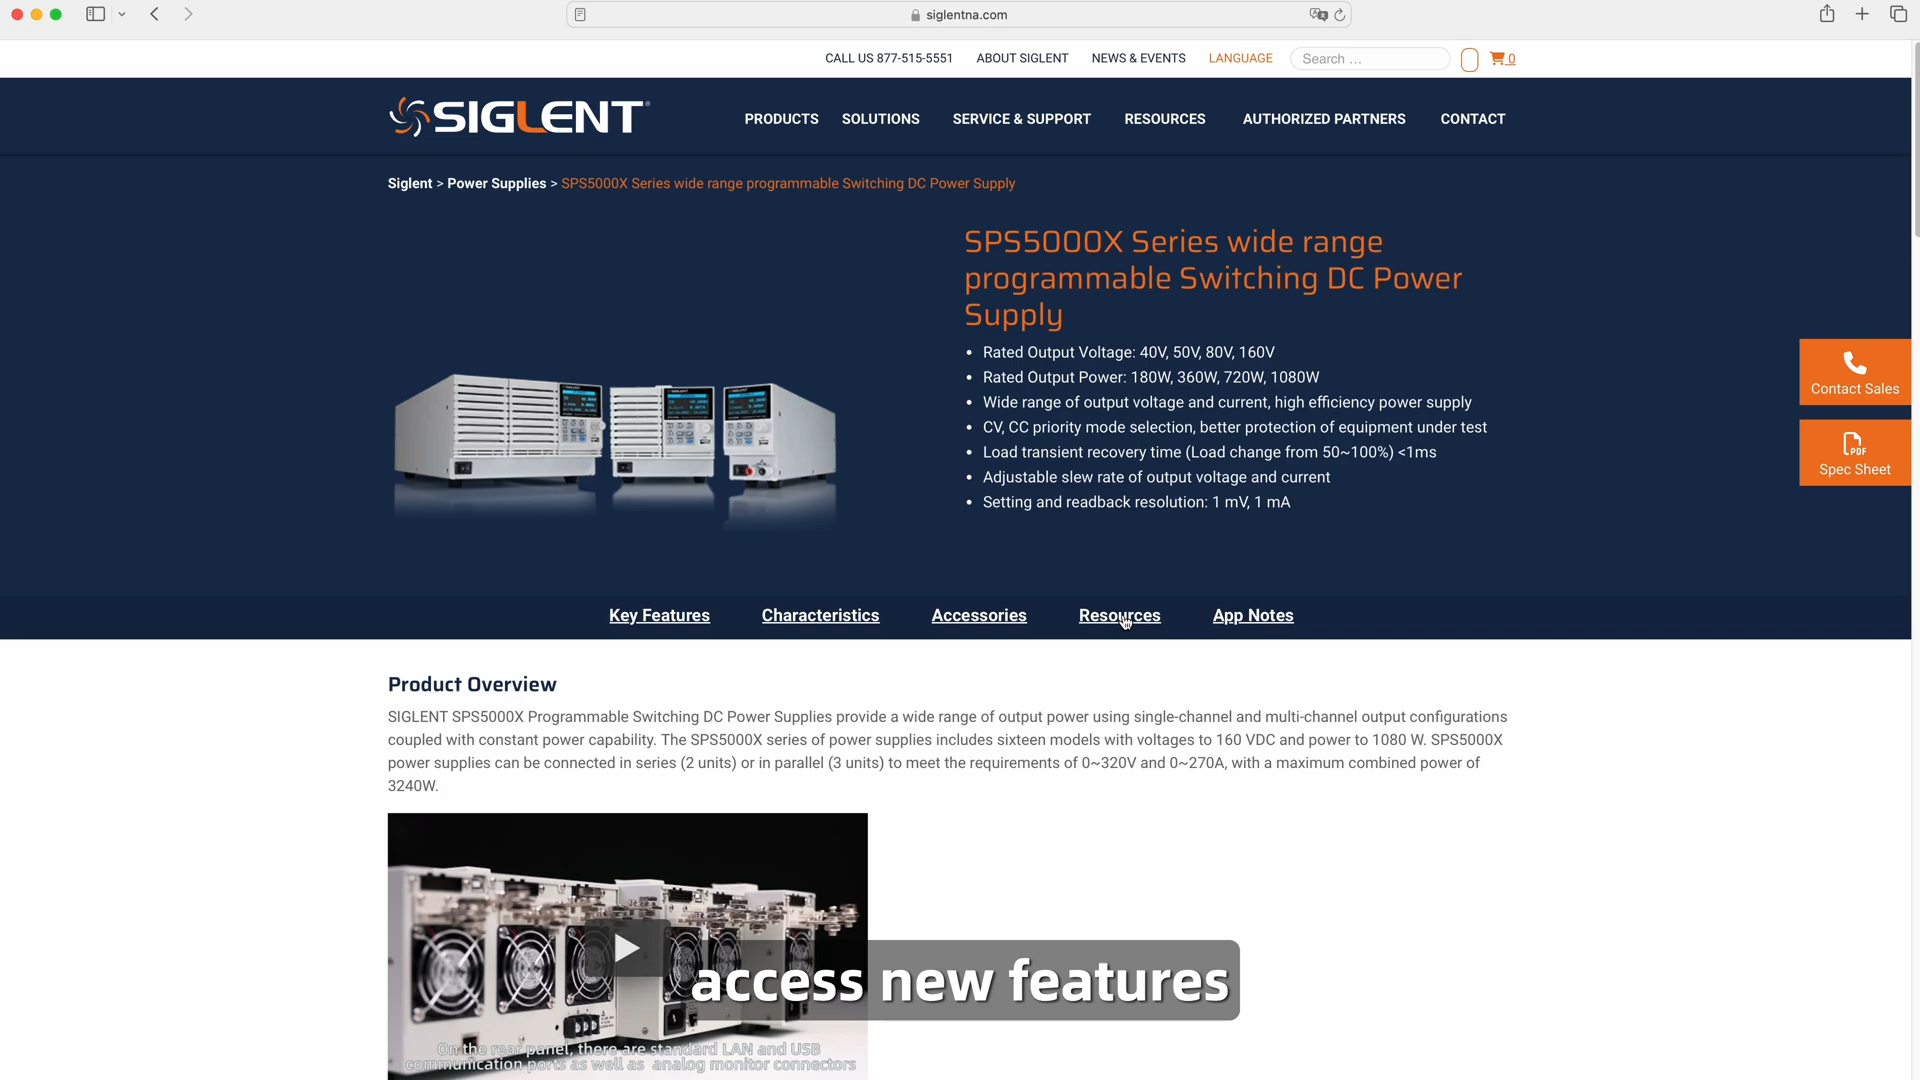 siglentna.com
CALL US 877-515-5551 ABOUT SIGLENT NEWS & EVENTS LANGUAGE Search ... 0
SIGLENT
PRODUCTS SOLUTIONS SERVICE & SUPPORT RESOURCES AUTHORIZED PARTNERS CONTACT
Siglent > Power Supplies > SPS5000X Series wide range programmable Switching DC Power Supply
SPS5000X Series wide range
programmable Switching DC Power
Supply
• Rated Output Voltage: 40V, 50V, 80V, 160V
• Rated Output Power: 180W, 360W, 720W, 1080W
• Wide range of output voltage and current, high efficiency power supply
• CV, CC priority mode selection, better protection of equipment under test
• Load transient recovery time (Load change from 50~100%) <1ms
• Adjustable slew rate of output voltage and current
• Setting and readback resolution: 1 mV, 1 mA
Contact Sales
PDF
Spec Sheet
Key Features Characteristics Accessories Resources App Notes
Product Overview
SIGLENT SPS5000X Programmable Switching DC Power Supplies provide a wide range of output power using single-channel and multi-channel output configurations
coupled with constant power capability. The SPS5000X series of power supplies includes sixteen models with voltages to 160 VDC and power to 1080 W. SPS5000X
power supplies can be connected in series (2 units) or in parallel (3 units) to meet the requirements of 0~320V and 0~270A, with a maximum combined power of
3240W.
access new features
On the rear panel, there are standard LAN and USB
communication ports as well as analog monitor connectors